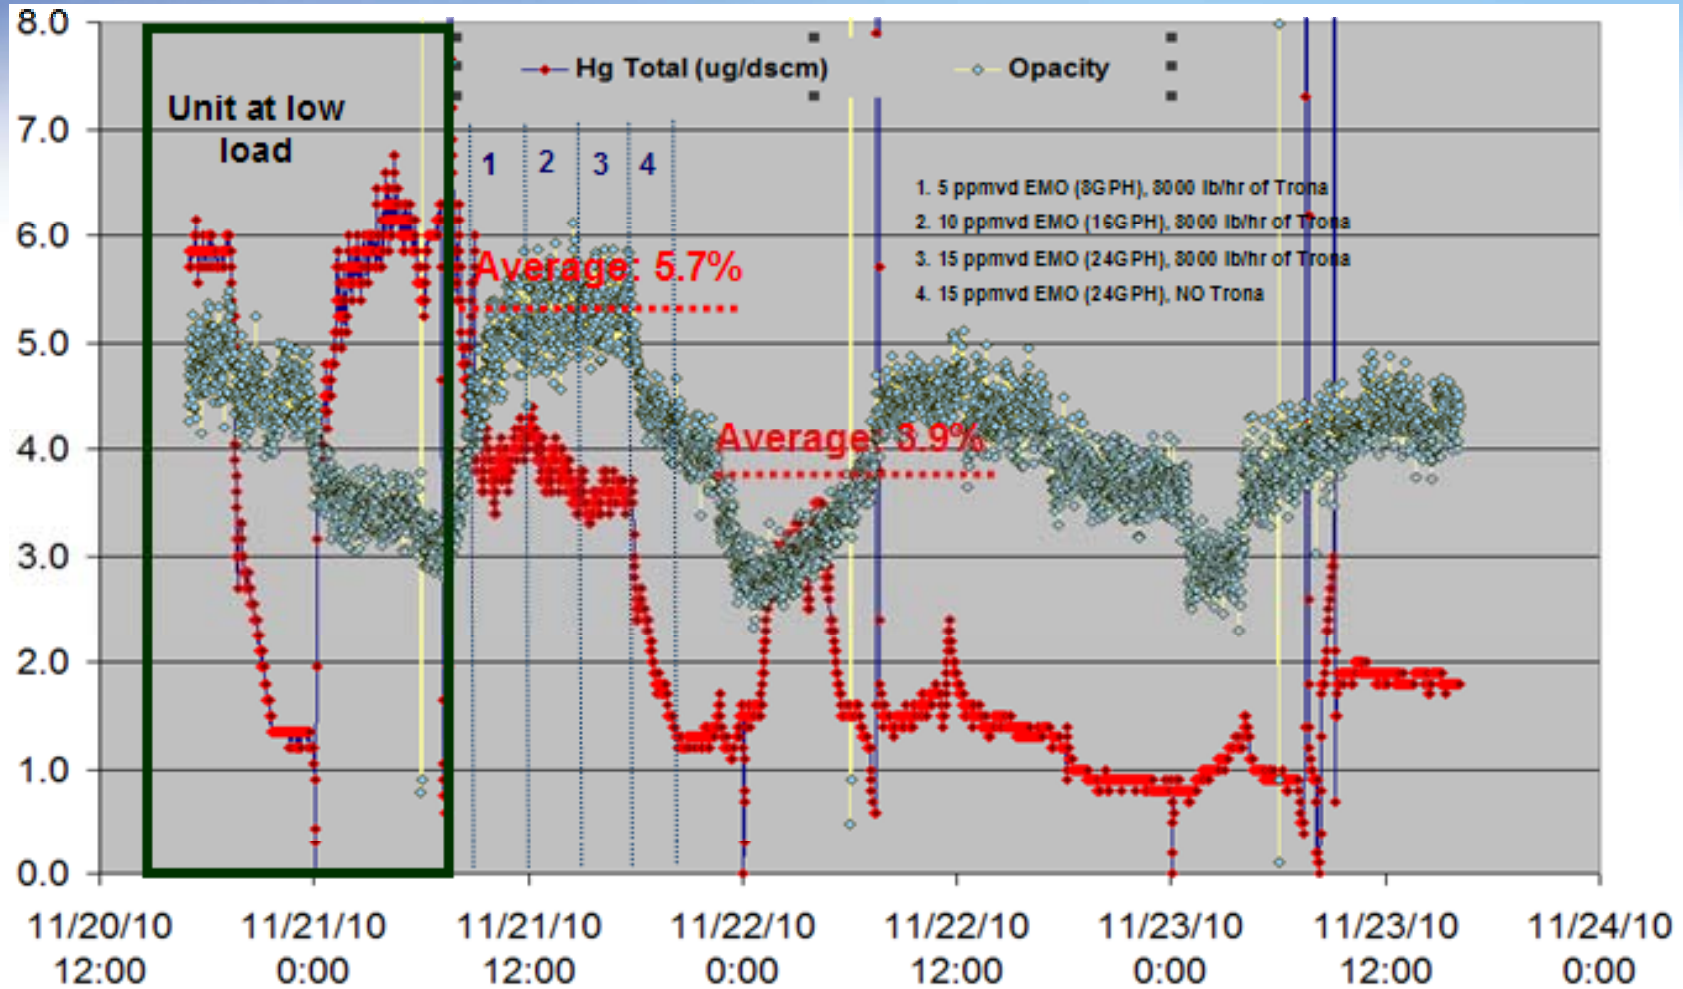 8.0
7.0
6.0
5.0
4.0
3.0
2.0
1.0
0.0
Unit at low
load
Hg Total (ug/dscm)
Opacity
1
2
3
4
1. 5 ppmvd EMO (8GPH), 8000 lb/hr of Trona
2. 10 ppmvd EMO (16GPH), 8000 lb/hr of Trona
3. 15 ppmvd EMO (24GPH), 8000 lb/hr of Trona
4. 15 ppmvd EMO (24GPH), NO Trona
Average: 5.7%
Average: 3.9%
11/20/10 11/21/10 11/21/10 11/22/10 11/22/10 11/23/10 11/23/10 11/24/10
12:00 0:00 12:00 0:00 12:00 0:00 12:00 0:00